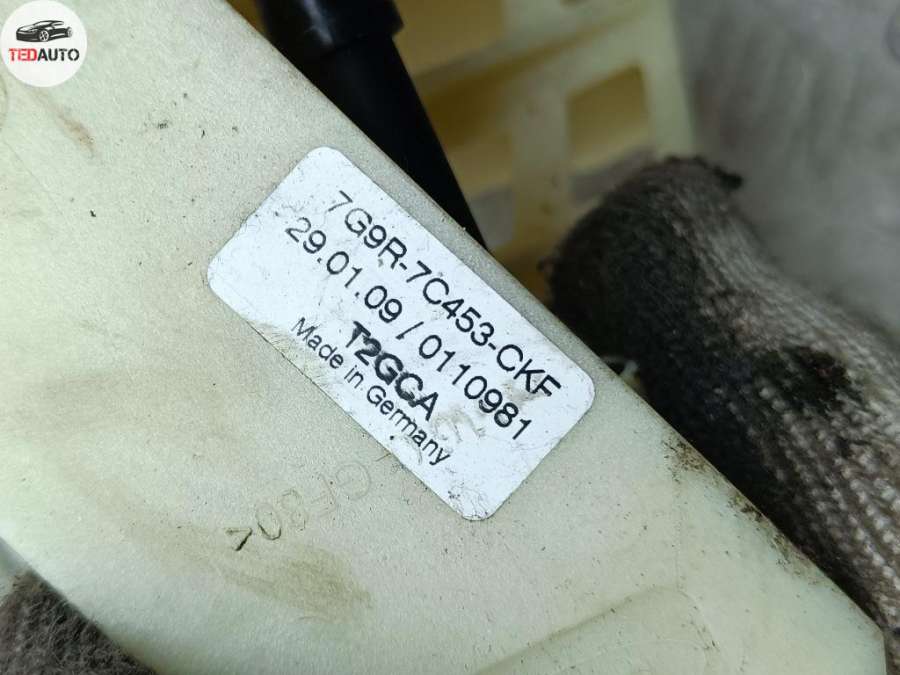 TEDAUTO
7G9R-7C453-CKF
29.01.09 / 0110981
T2GCA
Made in Germany